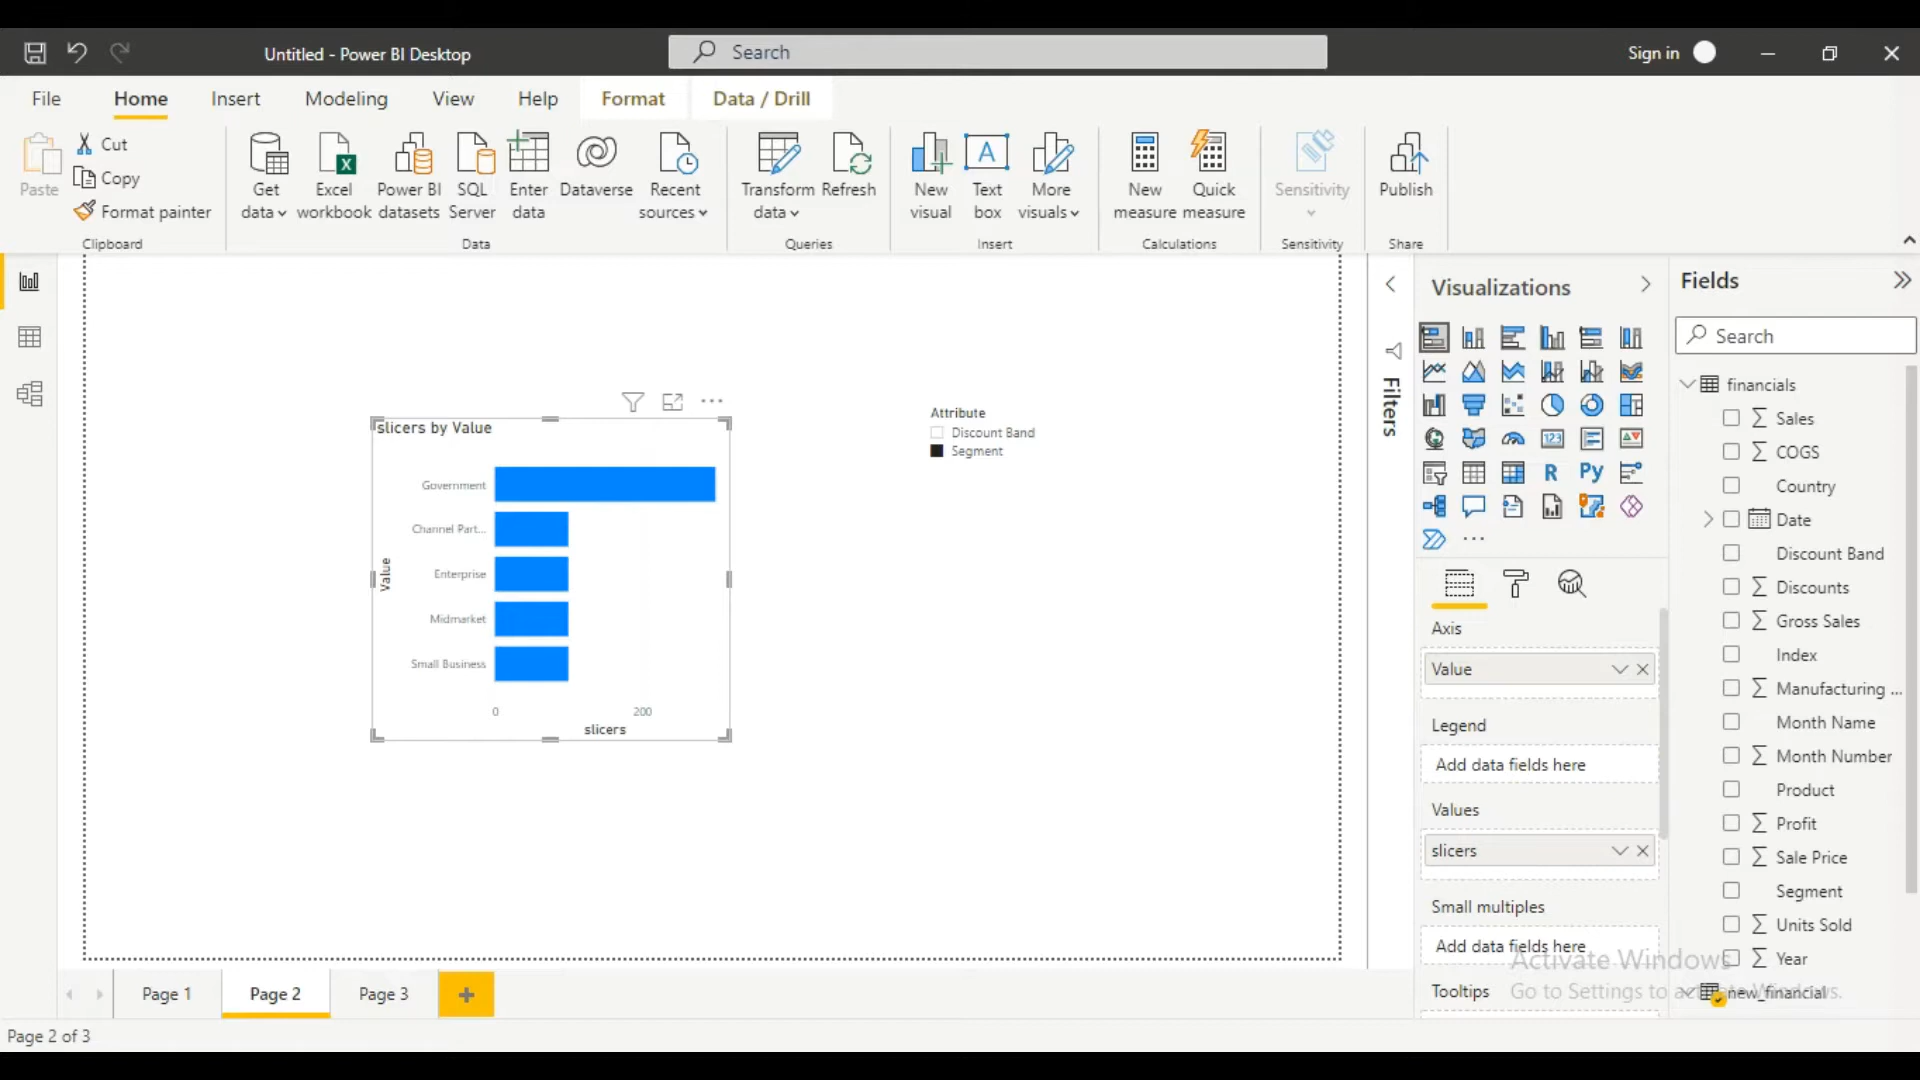 Untitled - Power BI Desktop
Search
Sign in
File
Home
Insert
Modeling
View
Help
Format
Data / Drill
Paste
Cut
Copy
Format painter
Clipboard
Get data
Excel workbook
Power BI datasets
SQL Server
Enter data
Dataverse
Recent sources
Data
Transform data
Refresh
Queries
New visual
Text box
More visuals
Insert
New measure
Quick measure
Calculations
Sensitivity
Sensitivity
Publish
Share
slicers by Value
Value
Government
Channel Part...
Enterprise
Midmarket
Small Business
0
200
slicers
Attribute
Discount Band
Segment
Filters
Visualizations
123
R
Py
Axis
Value
Legend
Add data fields here
Values
slicers
Small multiples
Add data fields here
Tooltips
Fields
Search
financials
Sales
COGS
Country
Date
Discount Band
Discounts
Gross Sales
Index
Manufacturing ...
Month Name
Month Number
Product
Profit
Sale Price
Segment
Units Sold
Year
new_financial
Activate Windows
Go to Settings to activate Windows.
Page 1
Page 2
Page 3
Page 2 of 3